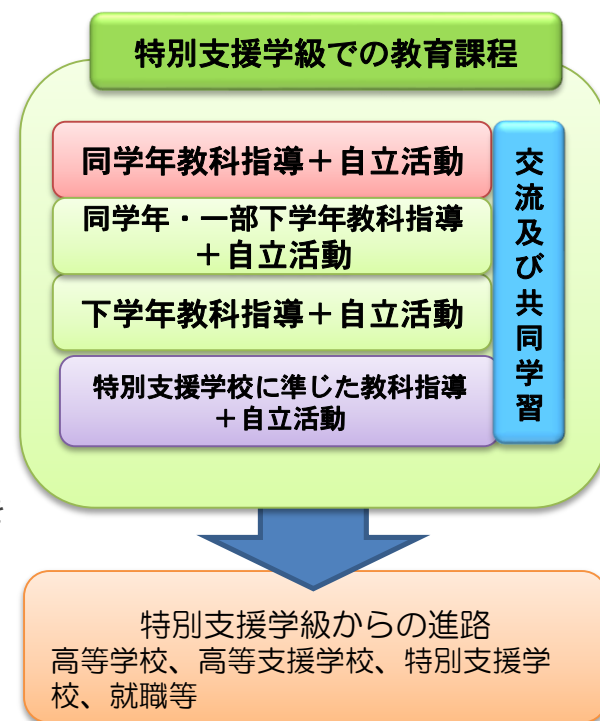 特別支援学級での教育課程
同学年教科指導＋自立活動
同学年・一部下学年教科指導
＋自立活動
下学年教科指導＋自立活動
特別支援学校に準じた教科指導
＋自立活動
交流及び共同学習
特別支援学級からの進路
高等学校、高等支援学校、特別支援学
校、就職等